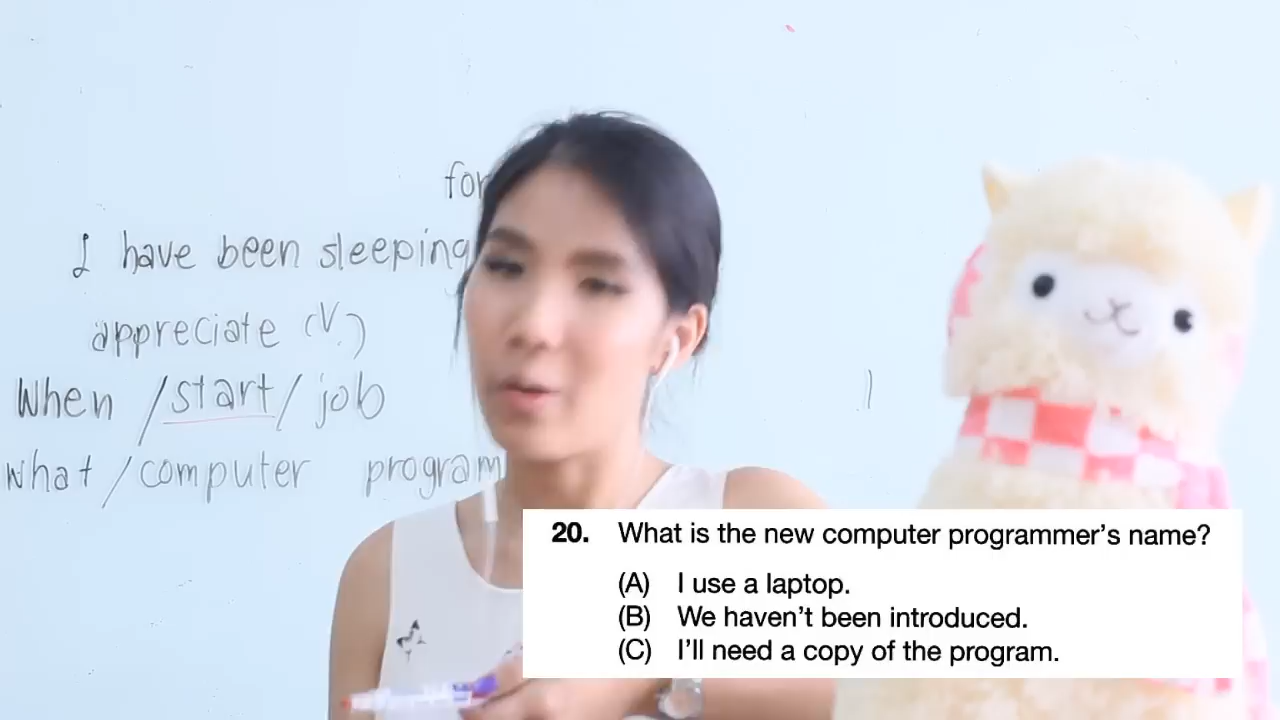 for
I have been sleeping
appreciate (V.)
When /start/ job
what /computer program
20. What is the new computer programmer's name?
(A) I use a laptop.
(B) We haven't been introduced.
(C) I'll need a copy of the program.